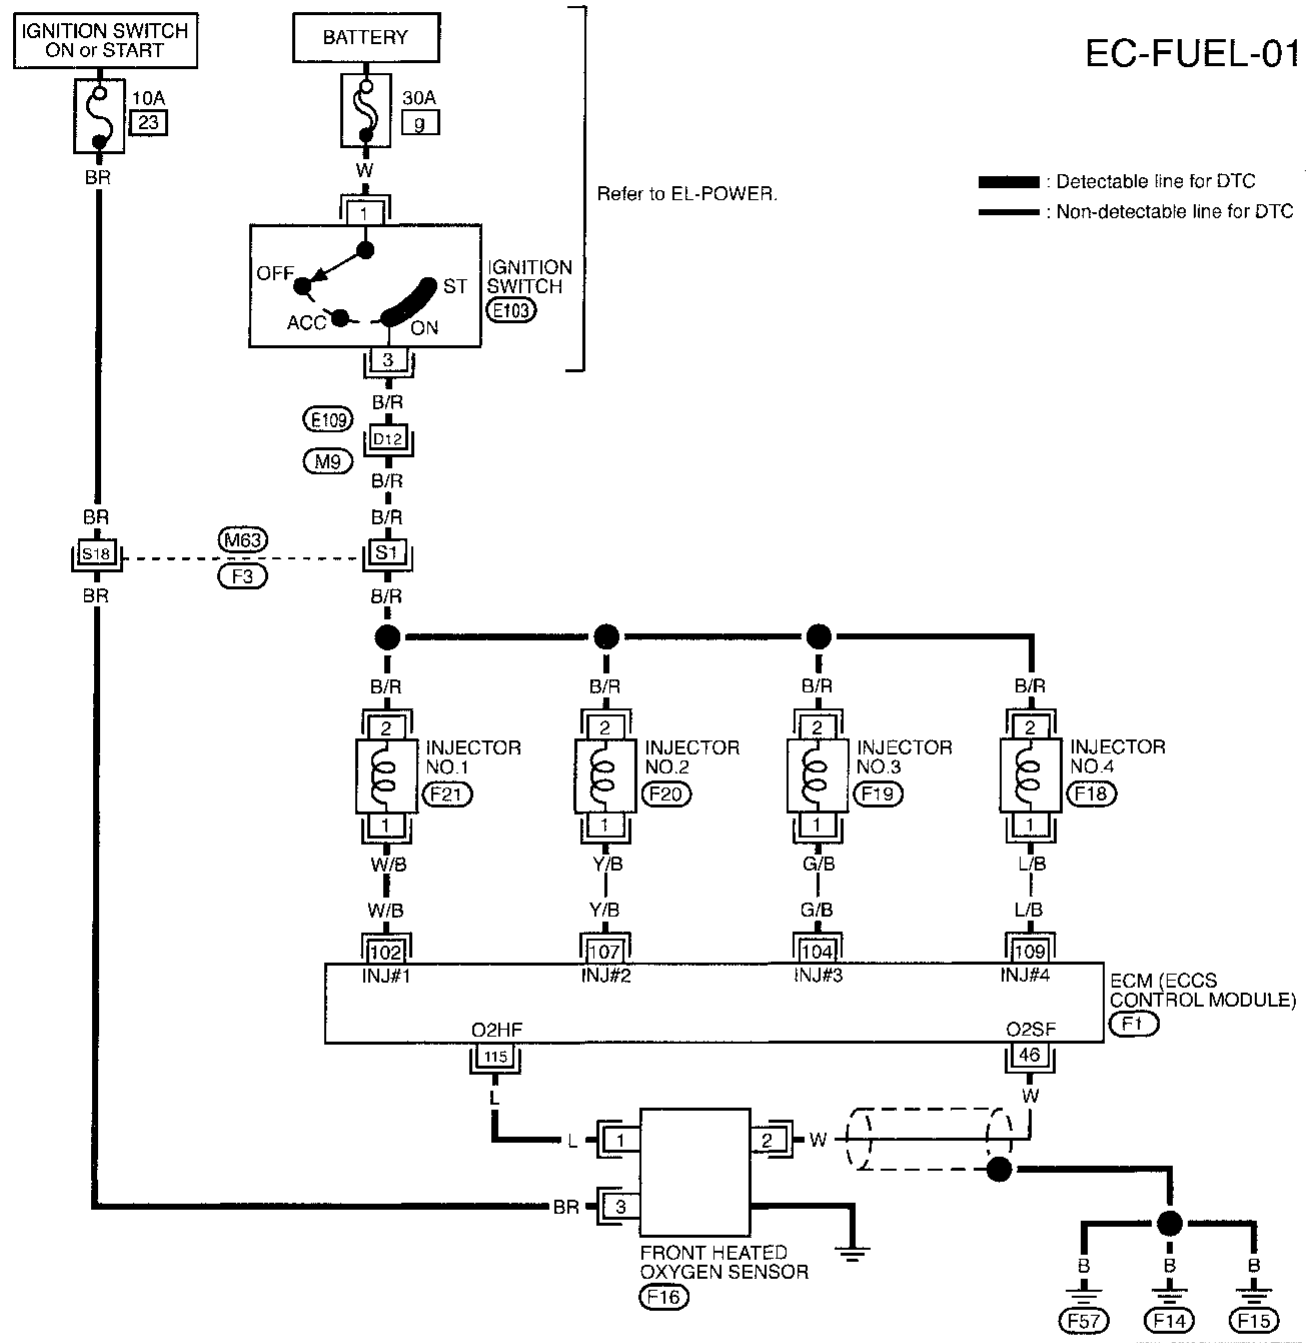 IGNITION SWITCH
ON or START
BATTERY
EC-FUEL-01
10A
23
30A
g
BR
W
Refer to EL-POWER.
: Detectable line for DTC
: Non-detectable line for DTC
1
OFF
ST
ACC
ON
IGNITION
SWITCH
E103
3
B/R
E109
D12
M9
B/R
BR
B/R
S18
M63
F3
S1
BR
B/R
B/R
B/R
B/R
B/R
2
2
2
2
INJECTOR
NO.1
F21
INJECTOR
NO.2
F20
INJECTOR
NO.3
F19
INJECTOR
NO.4
F18
1
1
1
1
W/B
Y/B
G/B
L/B
W/B
Y/B
G/B
L/B
102
107
104
109
INJ#1
INJ#2
INJ#3
INJ#4
ECM (ECCS
CONTROL MODULE)
F1
O2HF
O2SF
115
46
L
W
L
1
2
W
BR
3
FRONT HEATED
OXYGEN SENSOR
F16
B
B
B
F57
F14
F15